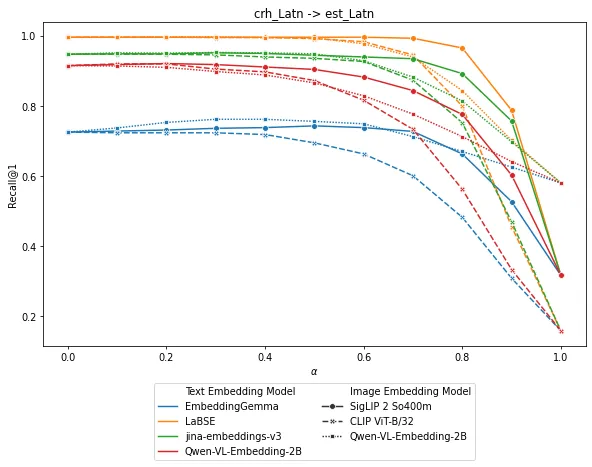 crh_Latn -> est_Latn
1.0
0.8
0.6
0.4
0.2
Recall@1
0.0 0.2 0.4 0.6 0.8 1.0
α
Text Embedding Model Image Embedding Model
EmbeddingGemma SigLIP 2 So400m
LaBSE CLIP ViT-B/32
jina-embeddings-v3 Qwen-VL-Embedding-2B
Qwen-VL-Embedding-2B